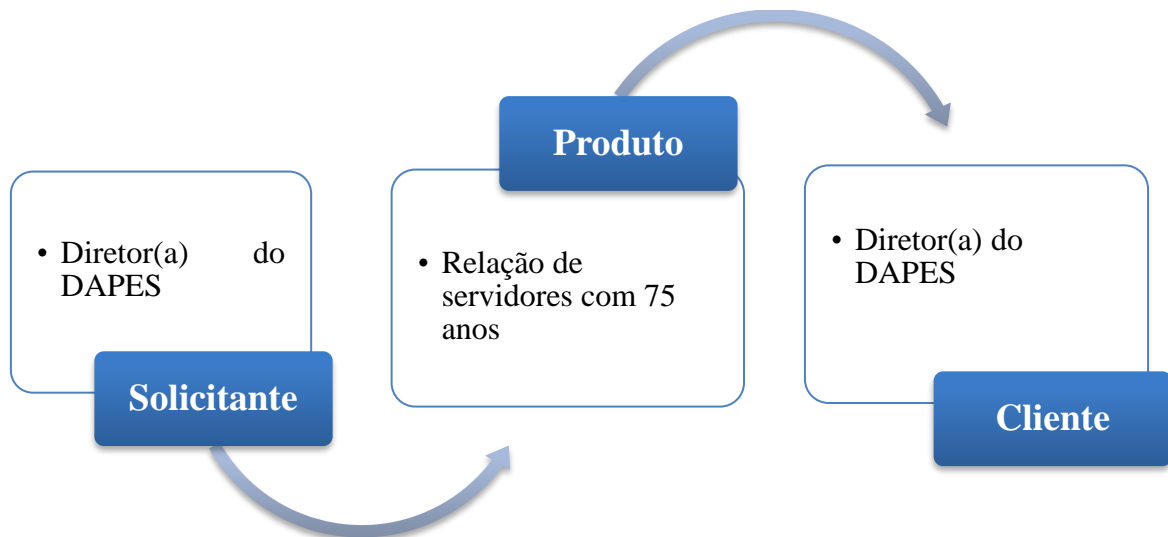 • Diretor(a) do
DAPES
Solicitante
Produto
• Relação de
servidores com 75
anos
• Diretor(a) do
DAPES
Cliente